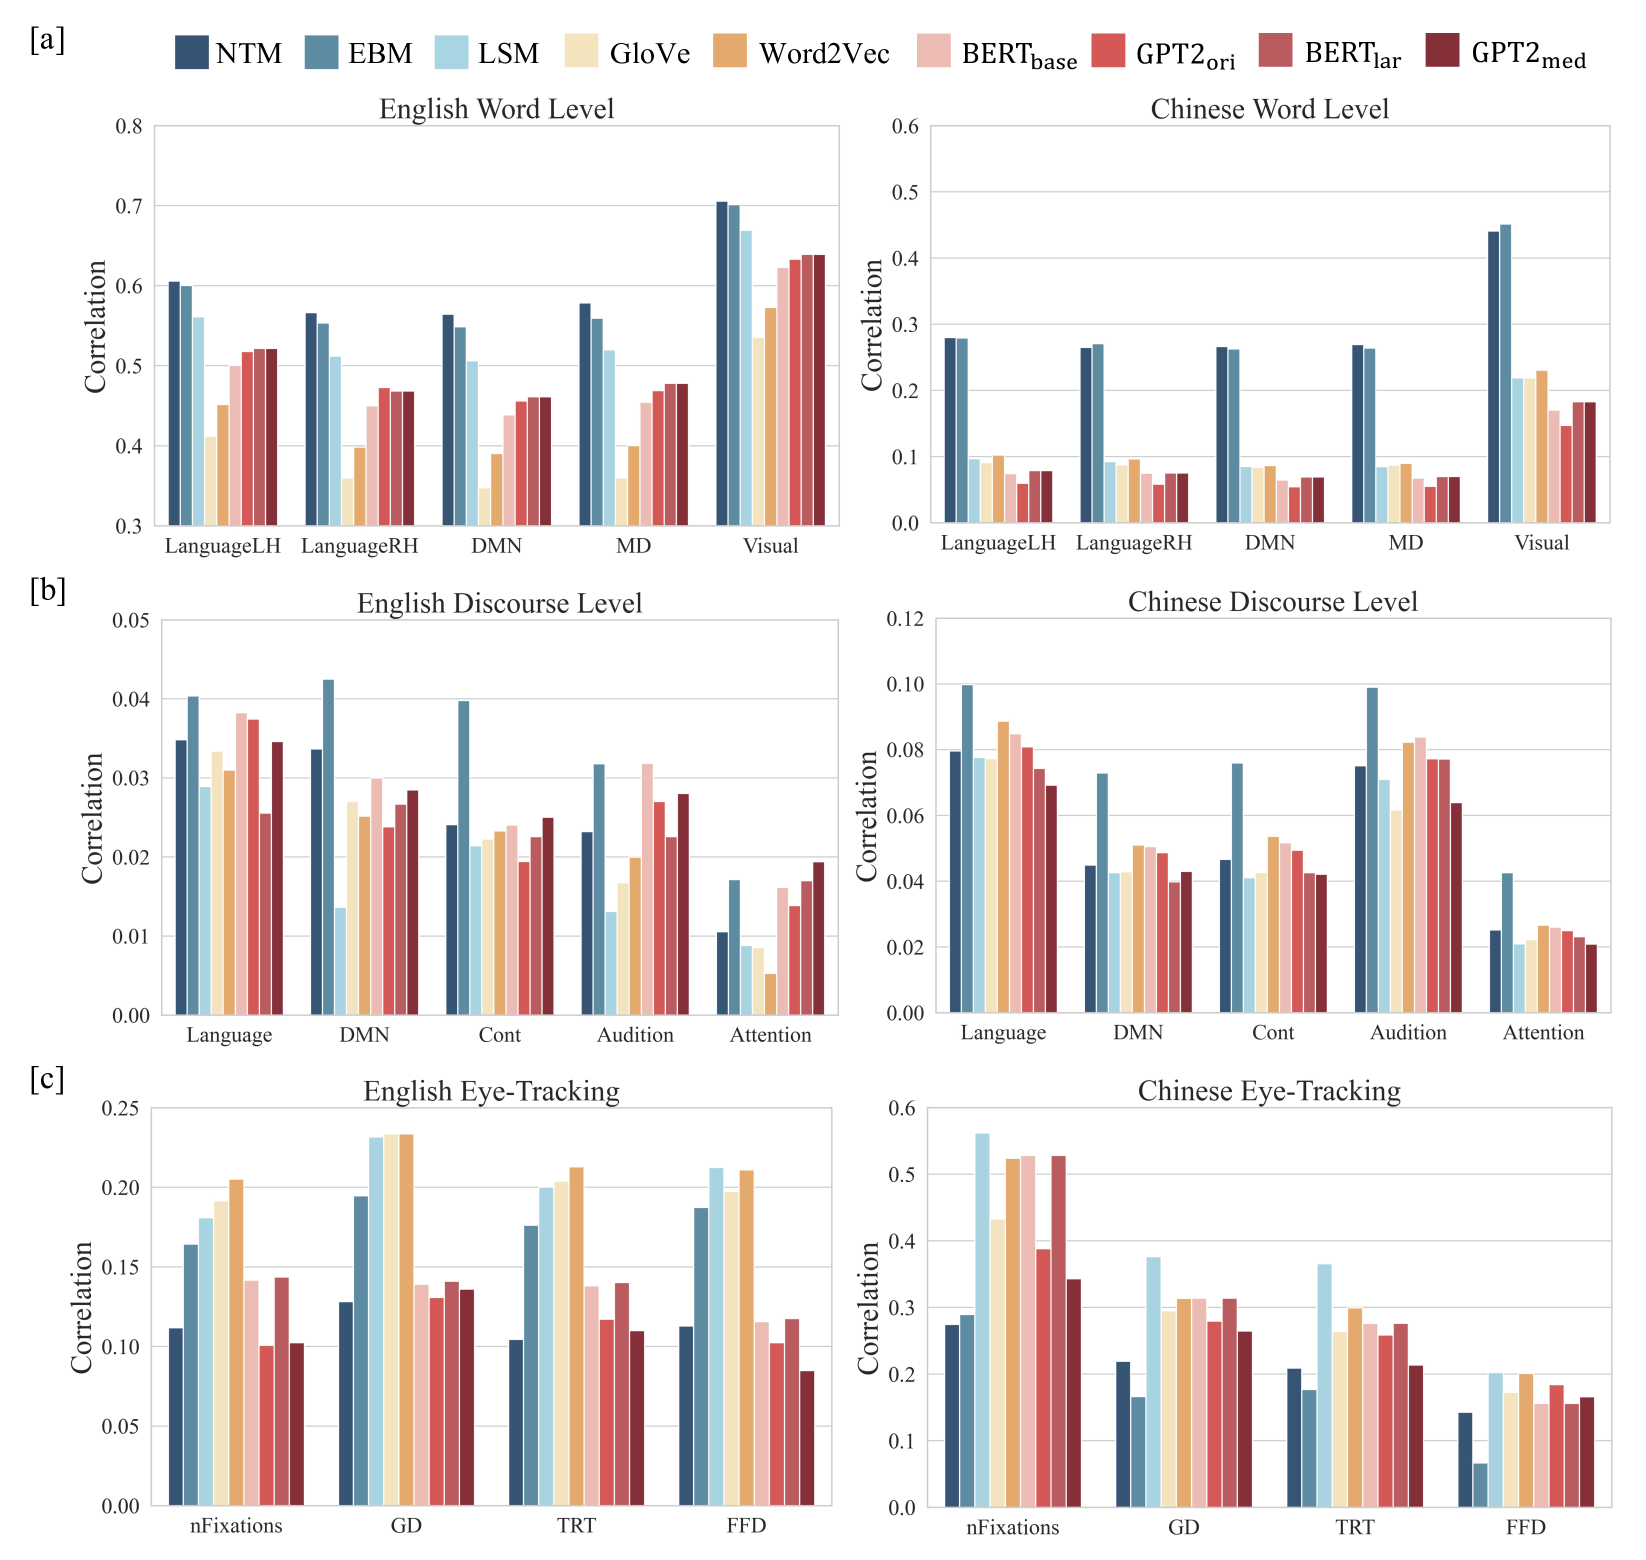 [a]
NTM EBM LSM GloVe Word2Vec BERTbase GPT2ori BERTlar GPT2med
English Word Level
Correlation
0.8
0.7
0.6
0.5
0.4
0.3
LanguageLH LanguageRH DMN MD Visual
Chinese Word Level
Correlation
0.6
0.5
0.4
0.3
0.2
0.1
0.0
LanguageLH LanguageRH DMN MD Visual
[b]
English Discourse Level
Correlation
0.05
0.04
0.03
0.02
0.01
0.00
Language DMN Cont Audition Attention
Chinese Discourse Level
Correlation
0.12
0.10
0.08
0.06
0.04
0.02
0.00
Language DMN Cont Audition Attention
[c]
English Eye-Tracking
Correlation
0.25
0.20
0.15
0.10
0.05
0.00
nFixations GD TRT FFD
Chinese Eye-Tracking
Correlation
0.6
0.5
0.4
0.3
0.2
0.1
0.0
nFixations GD TRT FFD